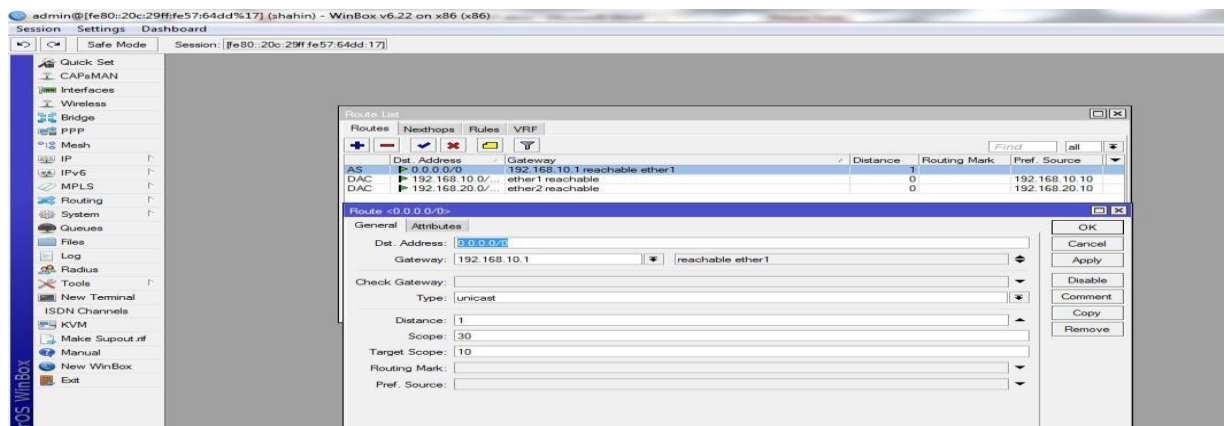 admin@[fe80::20c:29ff:fe57:64dd%17] (shahin) - WinBox v6.22 on x86 (x86)
Session Settings Dashboard
Safe Mode Session: [fe80::20c:29ff:fe57:64dd:17]
Quick Set
CAPsMAN
Interfaces
Wireless
Bridge
PPP
Mesh
IP
IPv6
MPLS
Routing
System
Queues
Files
Log
Radius
Tools
New Terminal
ISDN Channels
KVM
Make Supout.rif
Manual
New WinBox
Exit
OS WinBox
Route List
Routes Nexthops Rules VRF
Find all
Dst. Address Gateway Distance Routing Mark Pref. Source
AS 0.0.0.0/0 192.168.10.1 reachable ether1 1
DAC 192.168.10.0/... ether1 reachable 0 192.168.10.10
DAC 192.168.20.0/... ether2 reachable 0 192.168.20.10
Route <0.0.0.0/0>
General Attributes
Dst. Address: 0.0.0.0/0
Gateway: 192.168.10.1 reachable ether1
Check Gateway:
Type: unicast
Distance: 1
Scope: 30
Target Scope: 10
Routing Mark:
Pref. Source:
OK
Cancel
Apply
Disable
Comment
Copy
Remove